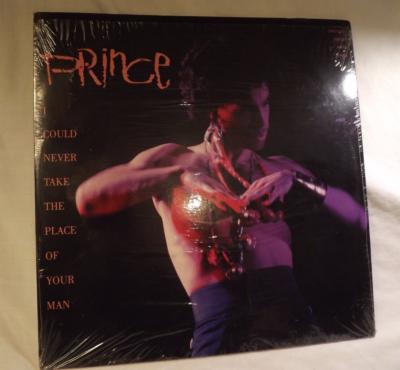 PRince
I
COULD
NEVER
TAKE
THE
PLACE
OF
YOUR
MAN